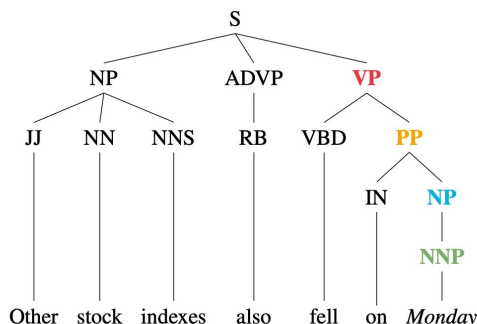 S
NP ADVP VP
JJ NN NNS RB VBD PP
IN NP
NNP
Other stock indexes also fell on Monday